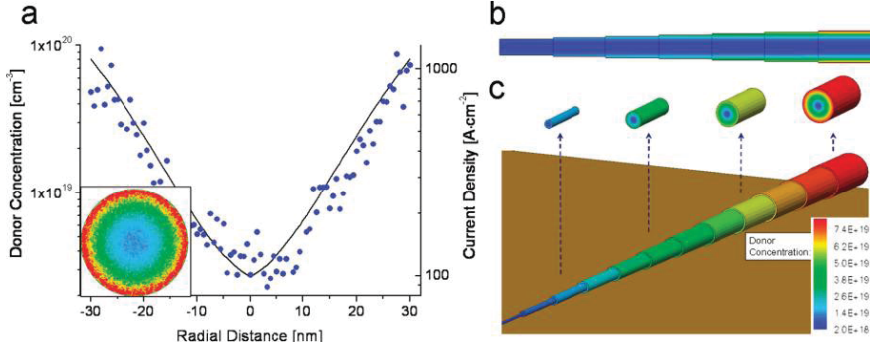 a
1x10^20
1x10^19
Donor Concentration [cm^-3]
-30
-20
-10
0
10
20
30
Radial Distance [nm]
1000
100
Current Density [A·cm^-2]
b
c
Donor
Concentration:
7.4E+19
6.2E+19
5.0E+19
3.8E+19
2.6E+19
1.4E+19
2.0E+18